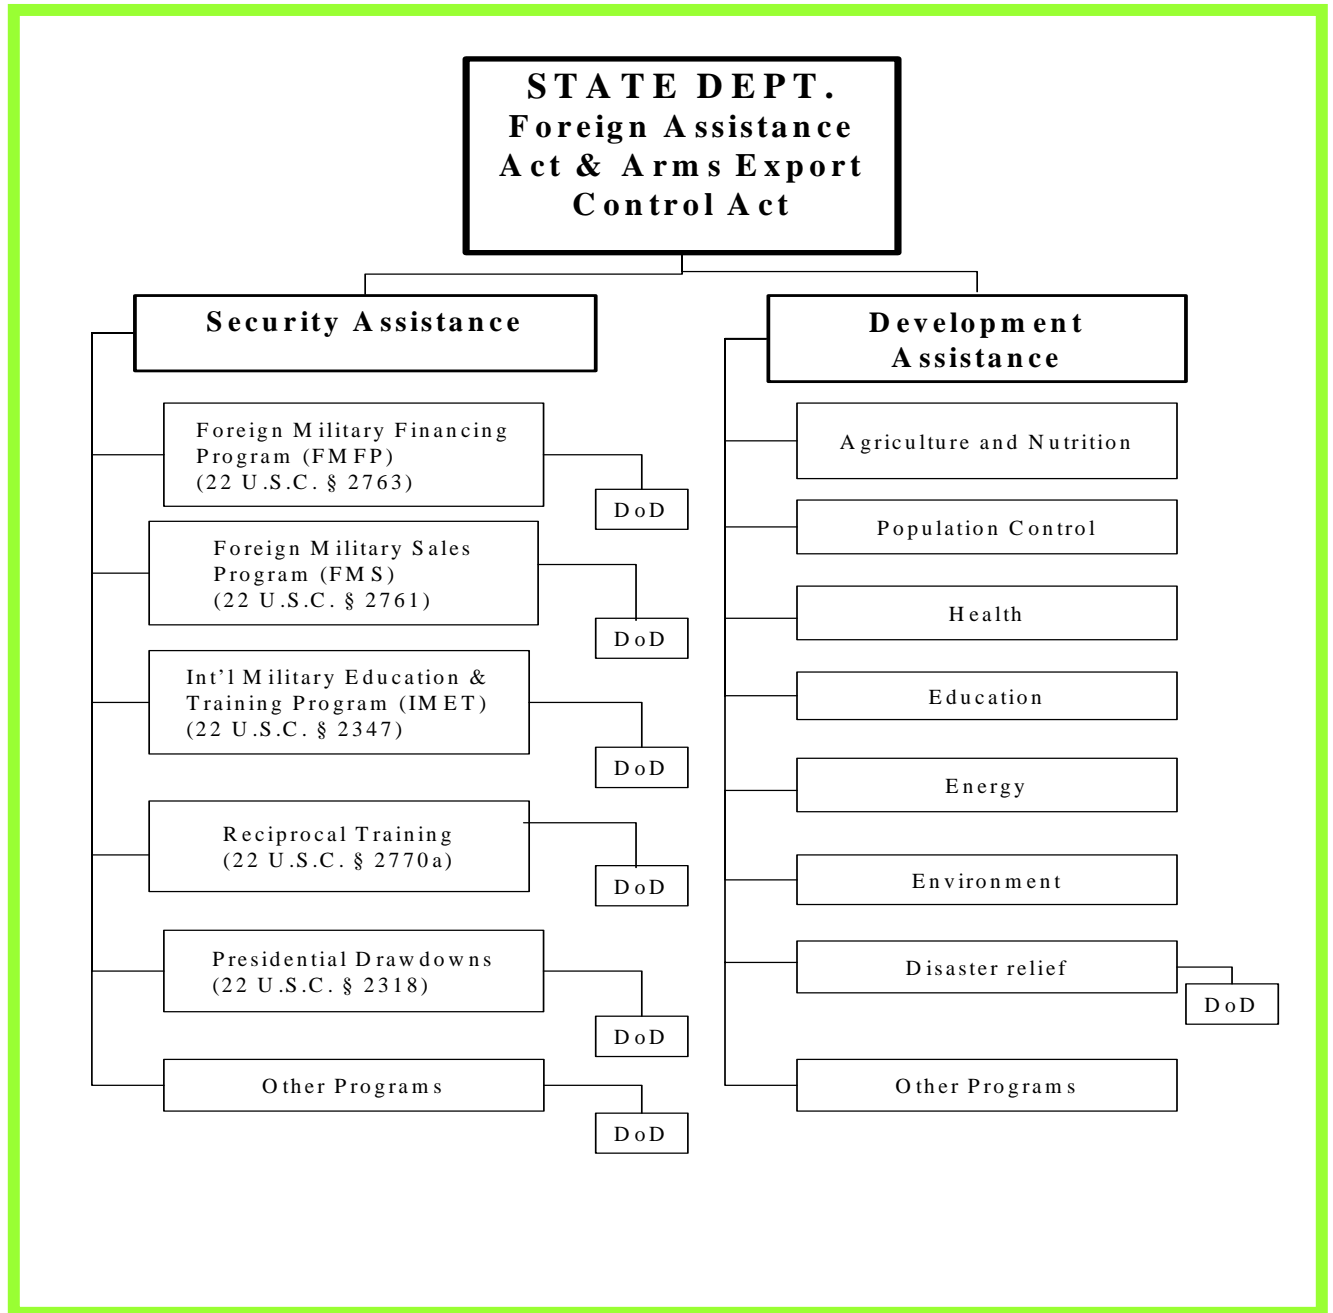 STATE DEPT.
Foreign Assistance
Act & Arms Export
Control Act
Security Assistance
Foreign Military Financing
Program (FMFP)
(22 U.S.C. § 2763)
DoD
Foreign Military Sales
Program (FMS)
(22 U.S.C. § 2761)
DoD
Int’l Military Education &
Training Program (IMET)
(22 U.S.C. § 2347)
DoD
Reciprocal Training
(22 U.S.C. § 2770a)
DoD
Presidential Drawdowns
(22 U.S.C. § 2318)
DoD
Other Programs
DoD
Development
Assistance
Agriculture and Nutrition
Population Control
Health
Education
Energy
Environment
Disaster relief
DoD
Other Programs